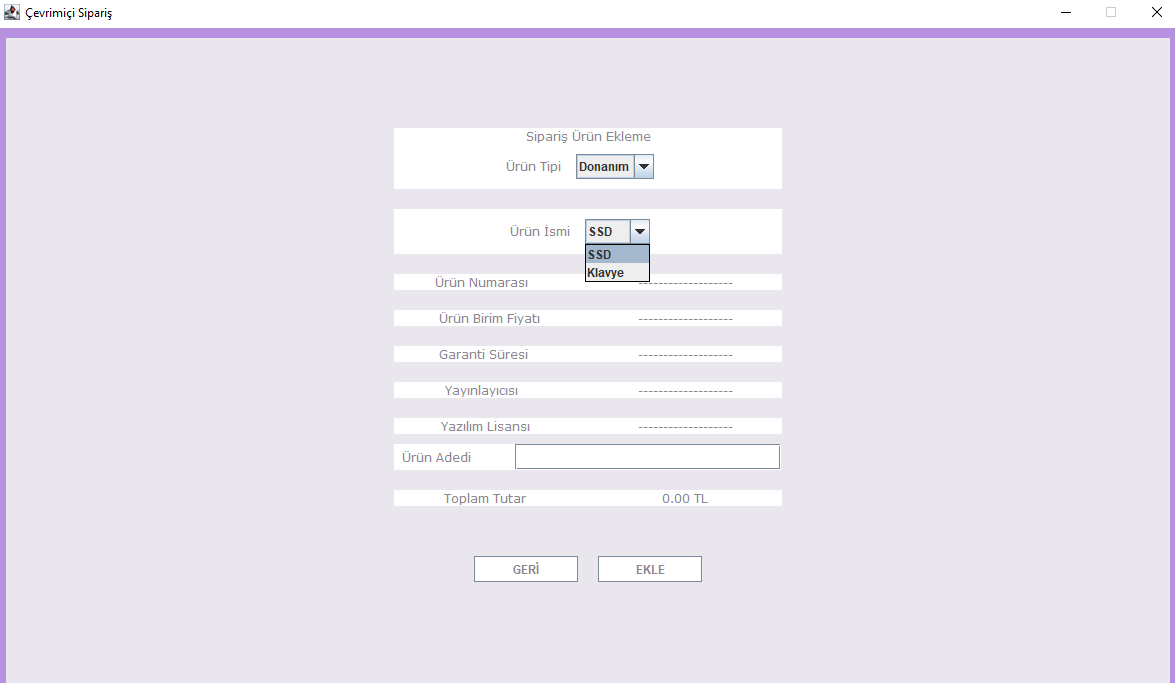 Çevrimiçi Sipariş
Sipariş Ürün Ekleme
Ürün Tipi Donanım
Ürün İsmi SSD
SSD
Klavye
Ürün Numarası -------------------
Ürün Birim Fiyatı -------------------
Garanti Süresi -------------------
Yayınlayıcısı -------------------
Yazılım Lisansı -------------------
Ürün Adedi
Toplam Tutar 0.00 TL
GERİ EKLE